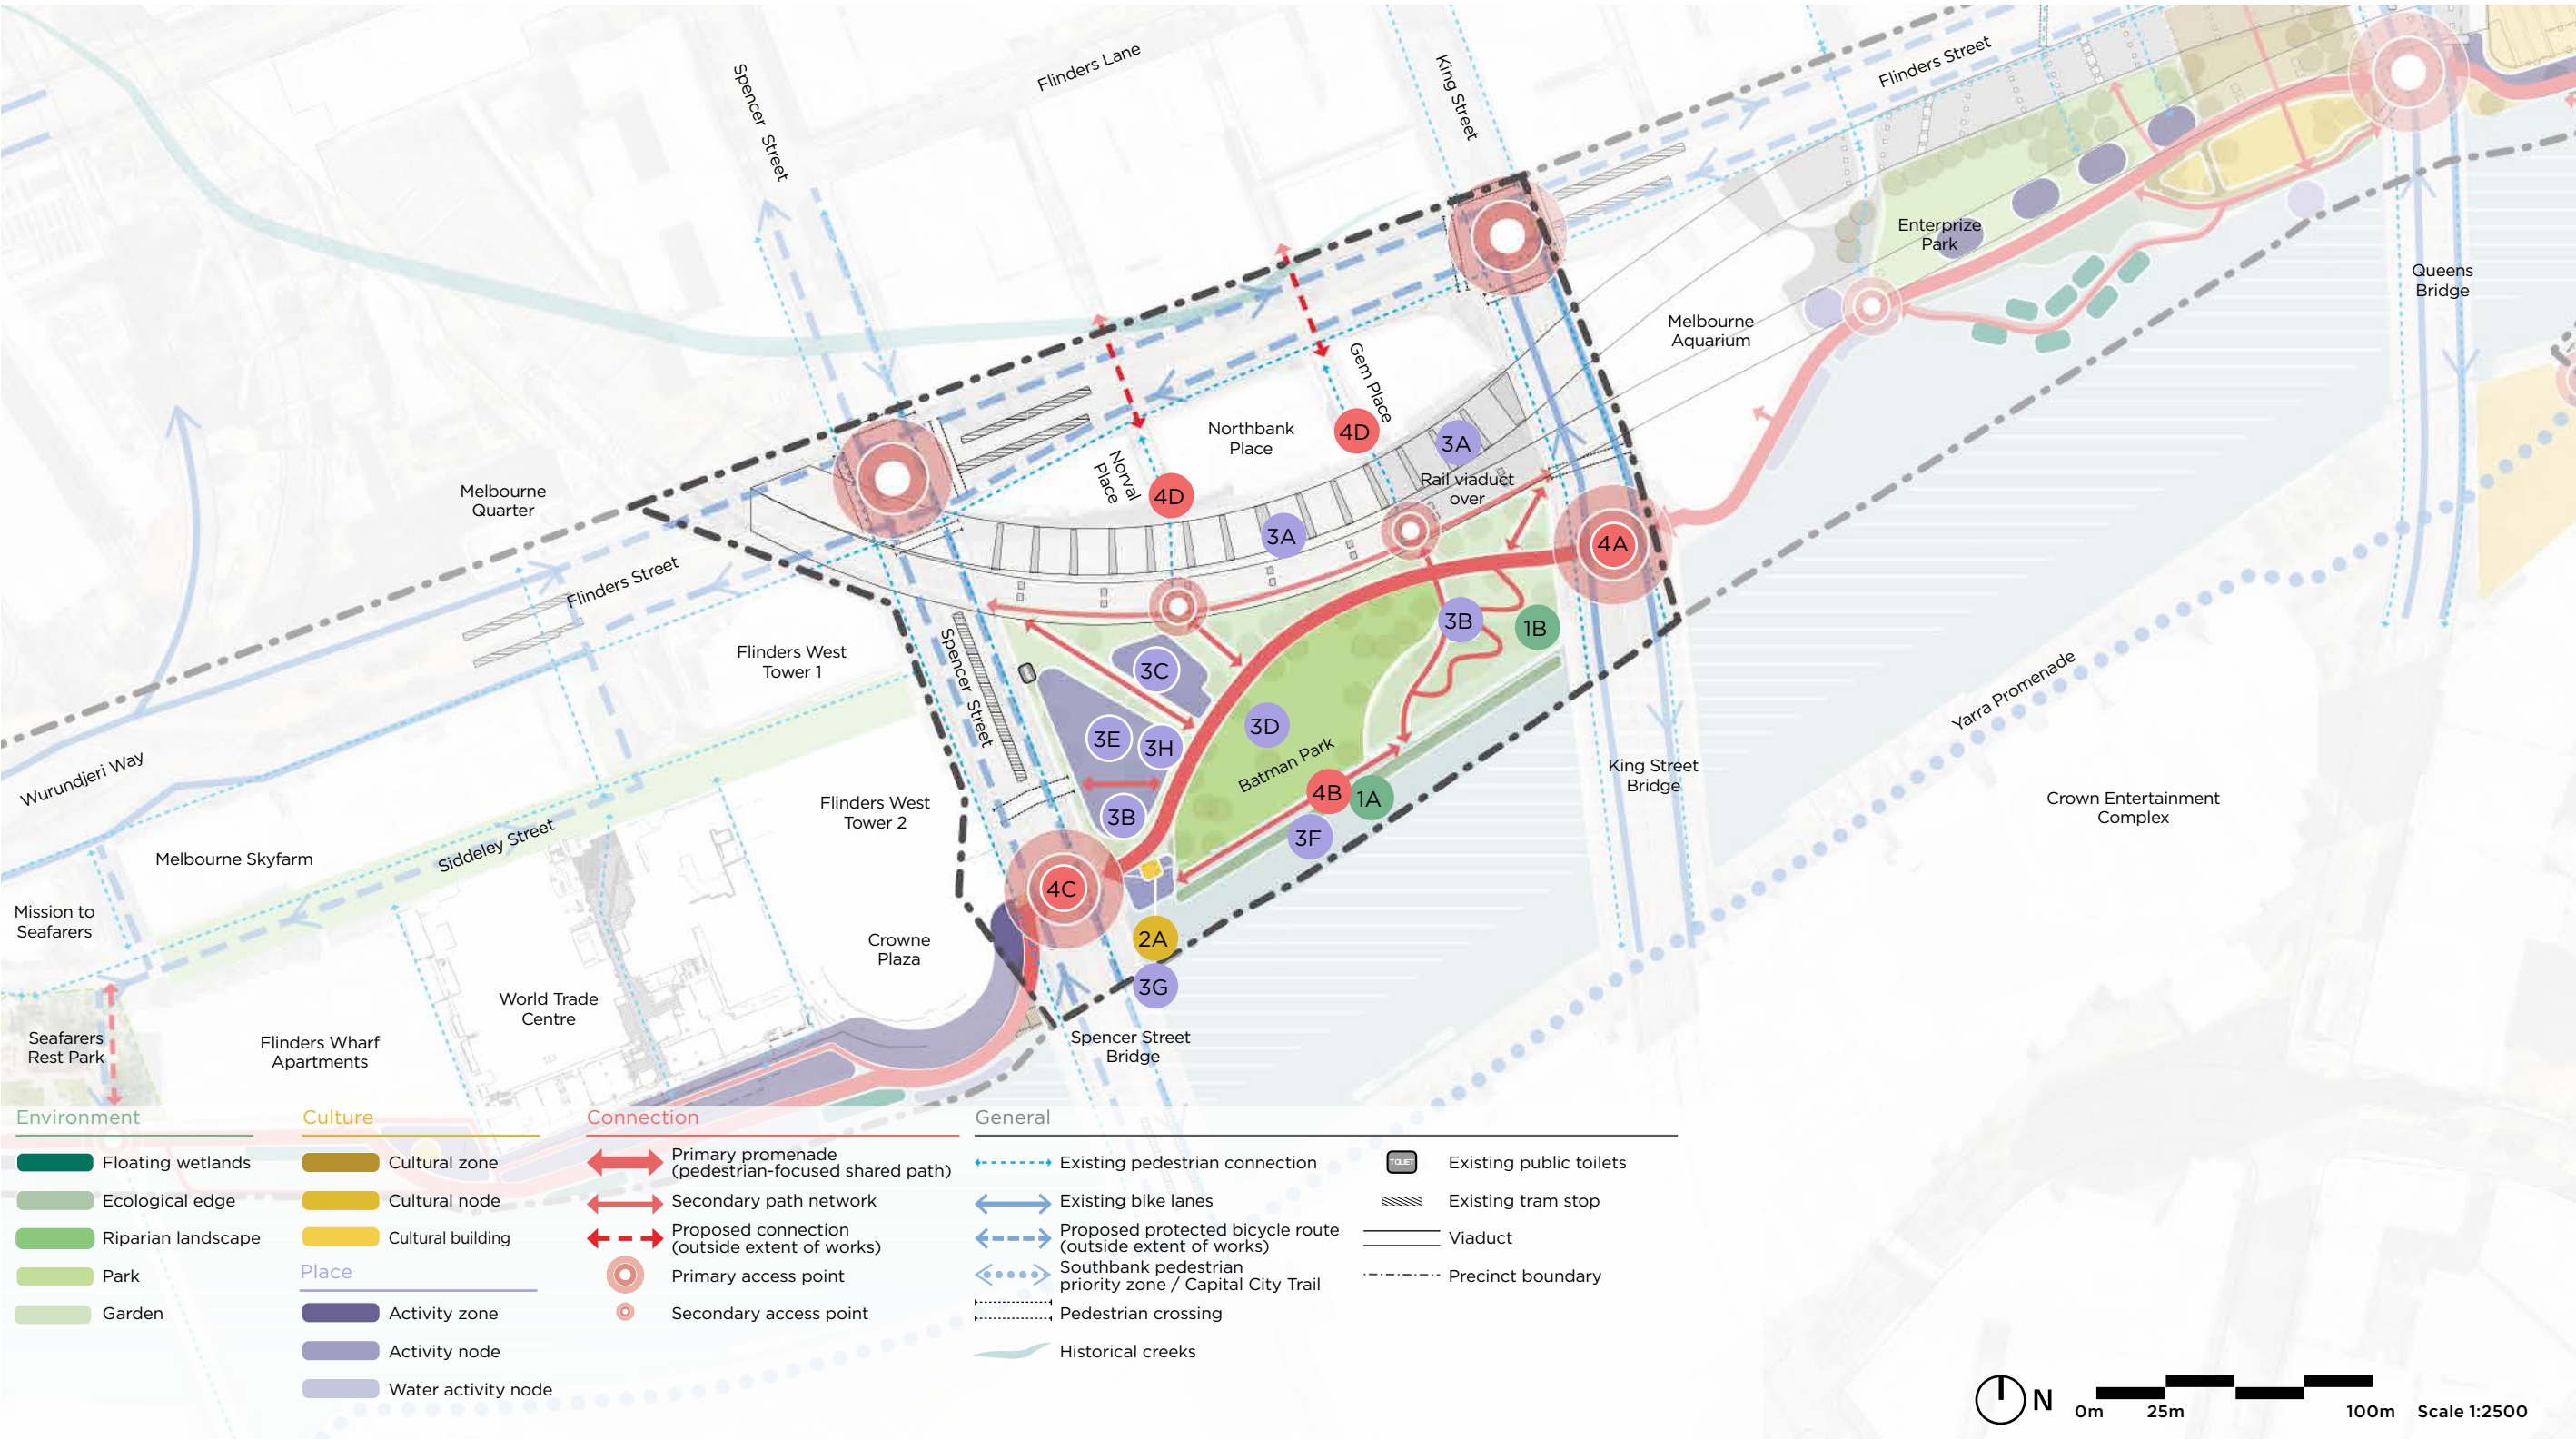 Spencer Street
Flinders Lane
King Street
Flinders Street
Enterprize
Park
Queens
Bridge
Melbourne
Aquarium
Gem Place
Northbank
Place
4D
3A
Norval
Place
4D
Rail viaduct
over
Melbourne
Quarter
3A
4A
Flinders Street
3B
1B
Flinders West
Tower 1
Spencer Street
3C
3D
3E
3H
Batman Park
Yarra Promenade
Wurundjeri Way
King Street
Bridge
4B
1A
Flinders West
Tower 2
3B
3F
Crown Entertainment
Complex
Siddeley Street
Melbourne Skyfarm
4C
Mission to
Seafarers
Crowne
Plaza
2A
3G
World Trade
Centre
Seafarers
Rest Park
Flinders Wharf
Apartments
Spencer Street
Bridge
Environment
Floating wetlands
Ecological edge
Riparian landscape
Park
Garden
Culture
Cultural zone
Cultural node
Cultural building
Place
Activity zone
Activity node
Water activity node
Connection
Primary promenade
(pedestrian-focused shared path)
Secondary path network
Proposed connection
(outside extent of works)
Primary access point
Secondary access point
General
Existing pedestrian connection
Existing bike lanes
Proposed protected bicycle route
(outside extent of works)
Southbank pedestrian
priority zone / Capital City Trail
Pedestrian crossing
Historical creeks
TOLIET
Existing public toilets
Existing tram stop
Viaduct
Precinct boundary
N
0m
25m
100m
Scale 1:2500